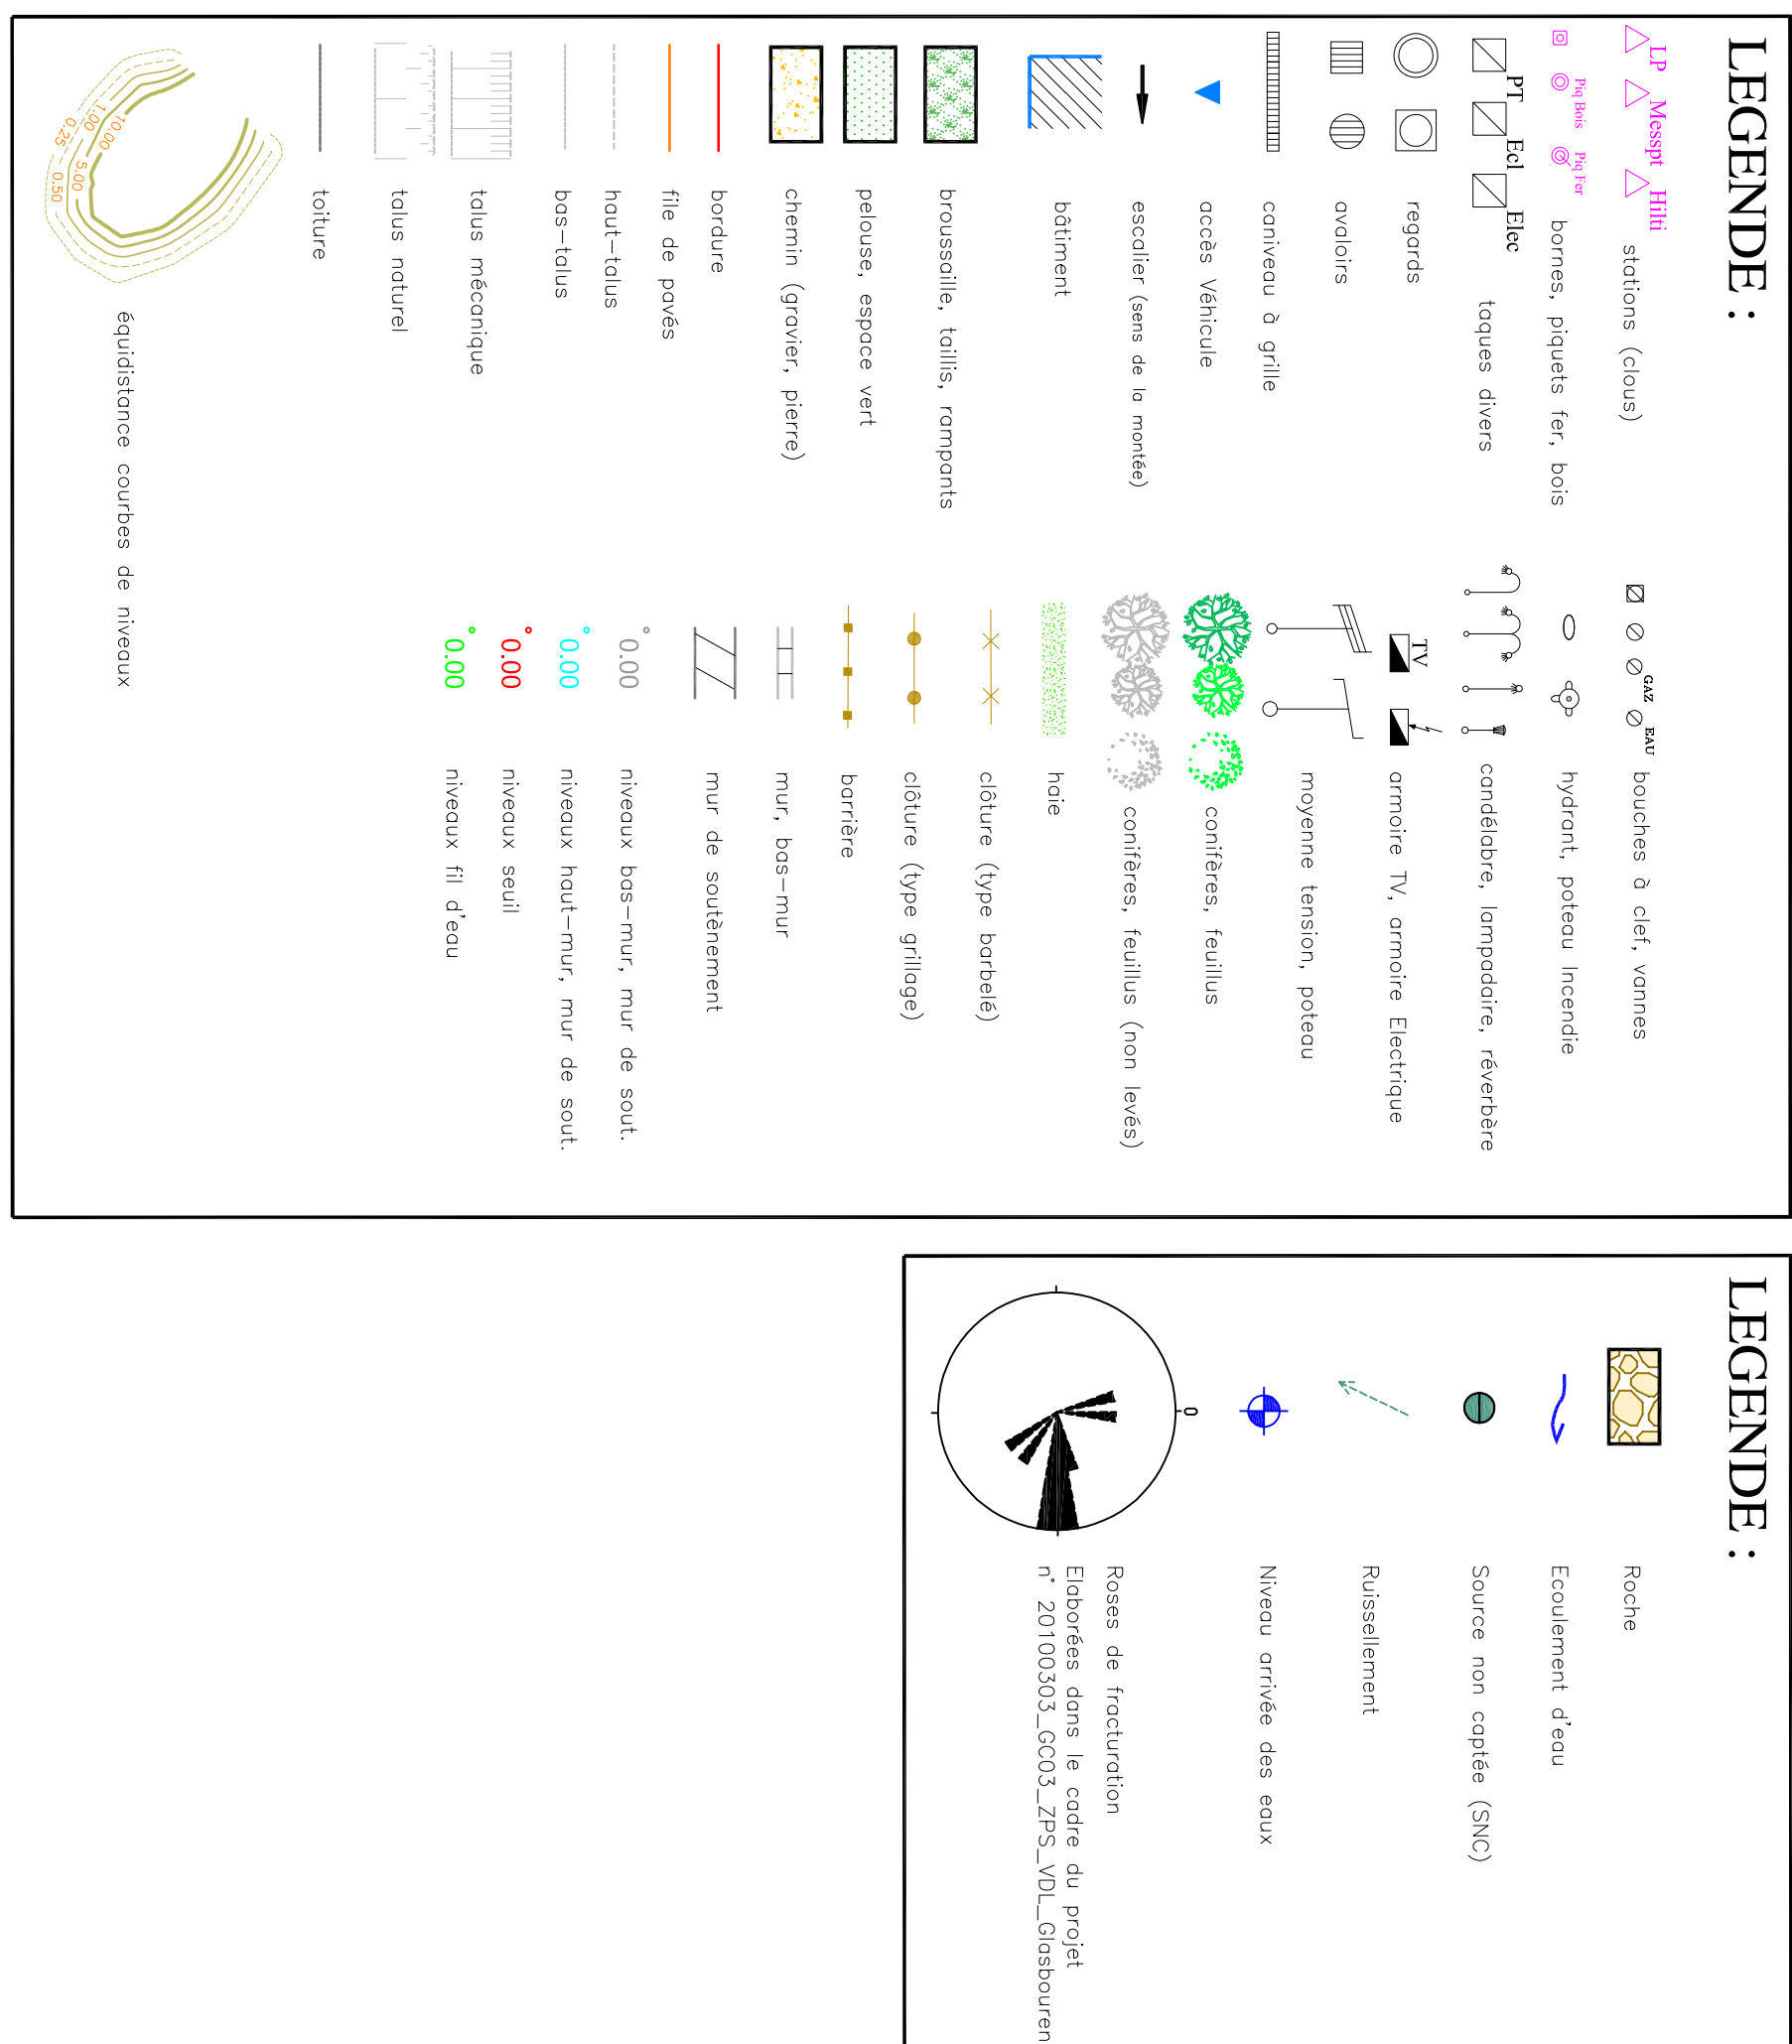 LEGENDE :
LP Messpt Hilti
stations (clous)
Piq Bois Piq Fer
bornes, piquets fer, bois
PT Ecl Elec
taques divers
regards
avaloirs
caniveau à grille
accès Véhicule
escalier (sens de la montée)
bâtiment
broussaille, taillis, rampants
pelouse, espace vert
chemin (gravier, pierre)
bordure
file de pavés
haut-talus
bas-talus
talus mécanique
talus naturel
toiture
10.00
5.00
1.00
0.50
0.25
équidistance courbes de niveaux
GAZ EAU
bouches à clef, vannes
hydrant, poteau Incendie
candélabre, lampadaire, réverbère
TV
armoire TV, armoire Electrique
moyenne tension, poteau
conifères, feuillus
conifères, feuillus (non levés)
haie
clôture (type barbelé)
clôture (type grillage)
barrière
mur, bas-mur
mur de soutènement
0.00 niveaux bas-mur, mur de sout.
0.00 niveaux haut-mur, mur de sout.
0.00 niveaux seuil
0.00 niveaux fil d'eau
LEGENDE :
Roche
Ecoulement d'eau
Source non captée (SNC)
Ruissellement
Niveau arrivée des eaux
0
Roses de fracturation
Elaborées dans le cadre du projet
n° 20100303_GC03_ZPS_VDL_Glasbouren